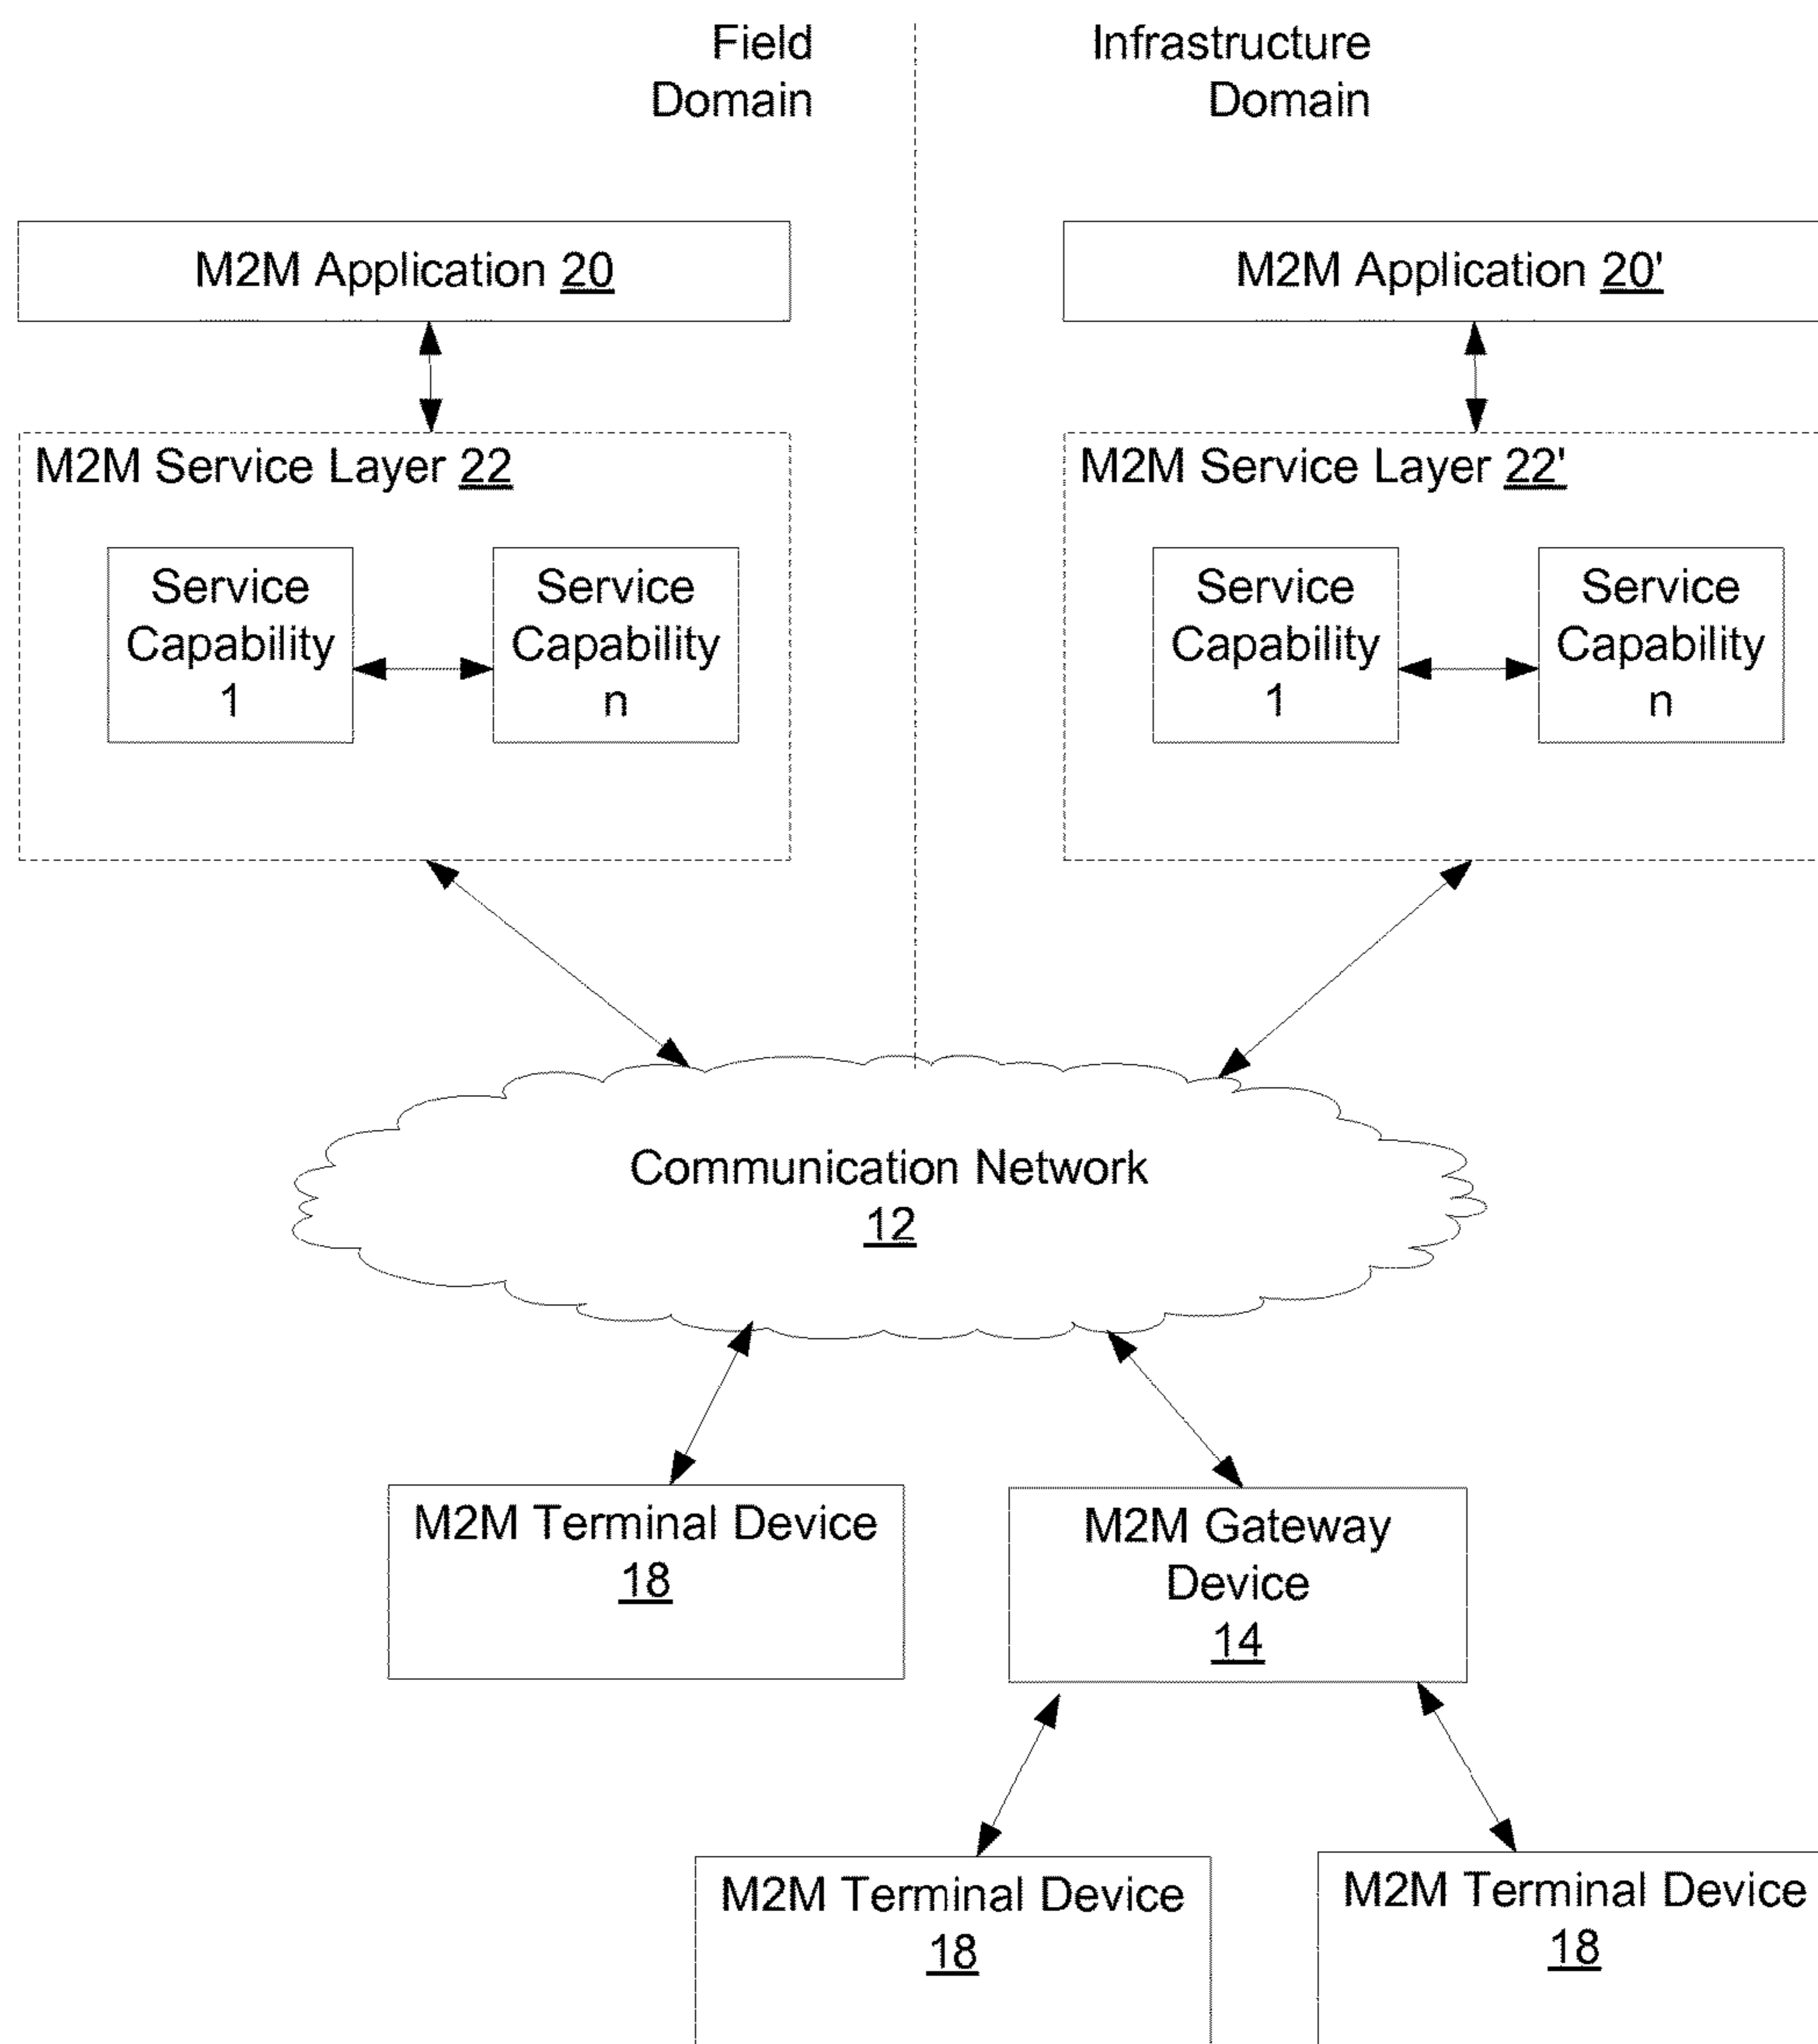 Field
Domain
Infrastructure
Domain
M2M Application 20
M2M Application 20'
M2M Service Layer 22
M2M Service Layer 22'
Service
Capability
1
Service
Capability
n
Service
Capability
1
Service
Capability
n
Communication Network
12
M2M Terminal Device
18
M2M Gateway
Device
14
M2M Terminal Device
18
M2M Terminal Device
18